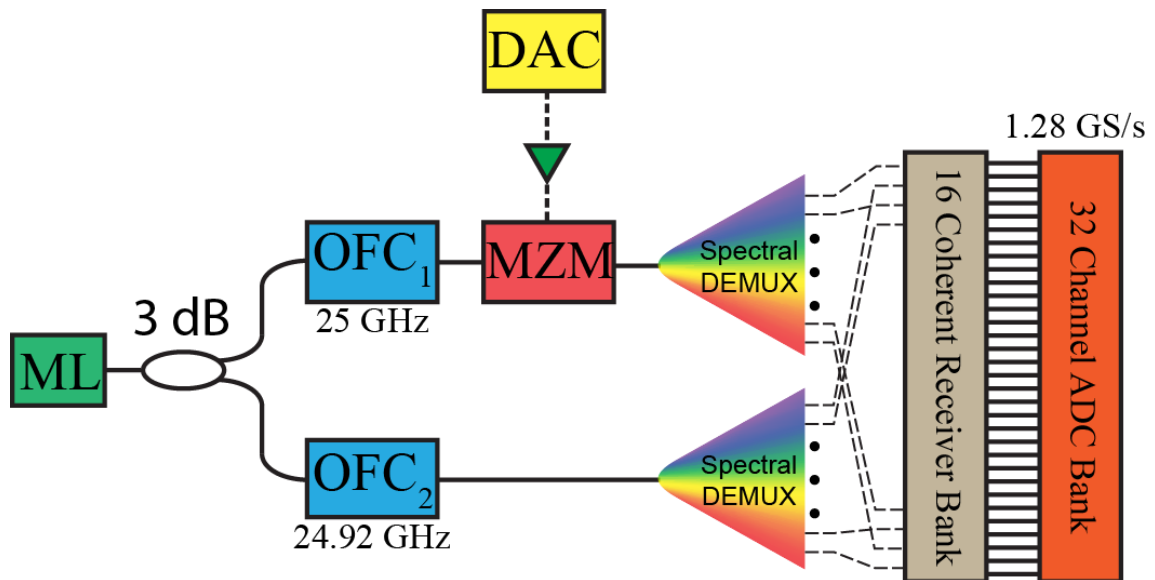 DAC
1.28 GS/s
OFC1
MZM
Spectral
DEMUX
25 GHz
3 dB
ML
OFC2
24.92 GHz
Spectral
DEMUX
16 Coherent Receiver Bank
32 Channel ADC Bank